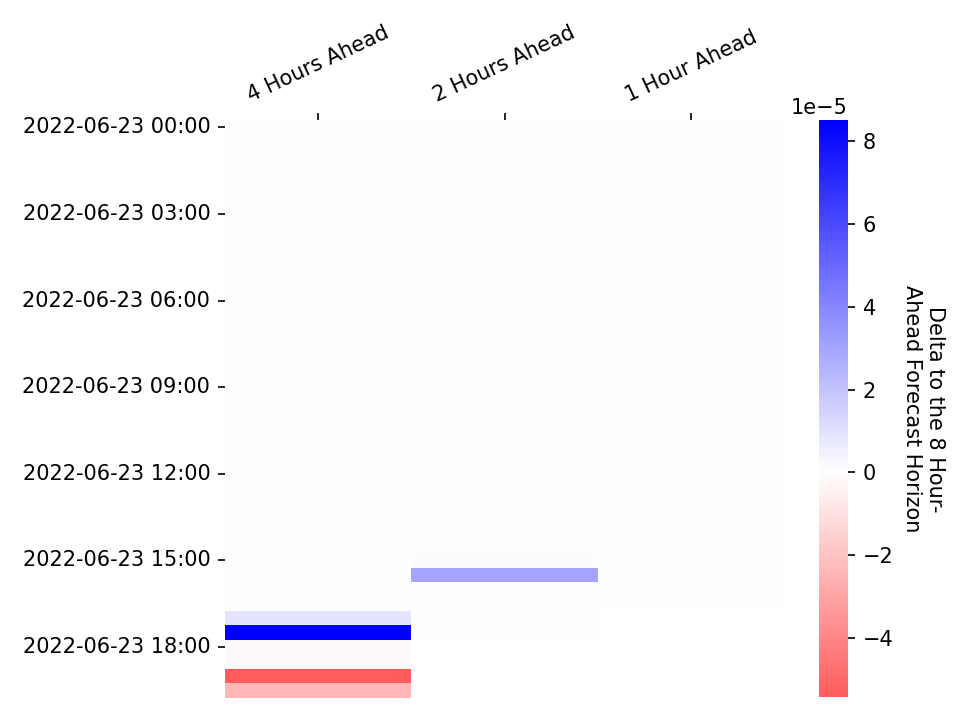 4 Hours Ahead
2 Hours Ahead
1 Hour Ahead
1e−5
2022-06-23 00:00
2022-06-23 03:00
2022-06-23 06:00
2022-06-23 09:00
2022-06-23 12:00
2022-06-23 15:00
2022-06-23 18:00
8
6
4
2
0
−2
−4
Delta to the 8 Hour-
Ahead Forecast Horizon